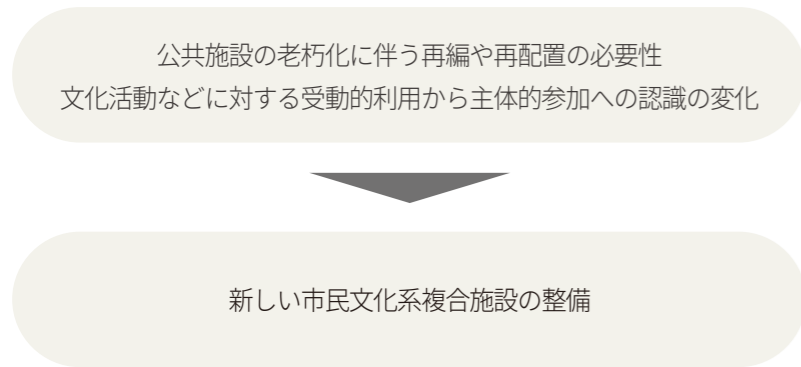 公共施設の老朽化に伴う再編や再配置の必要性
文化活動などに対する受動的利用から主体的参加への認識の変化
新しい市民文化系複合施設の整備